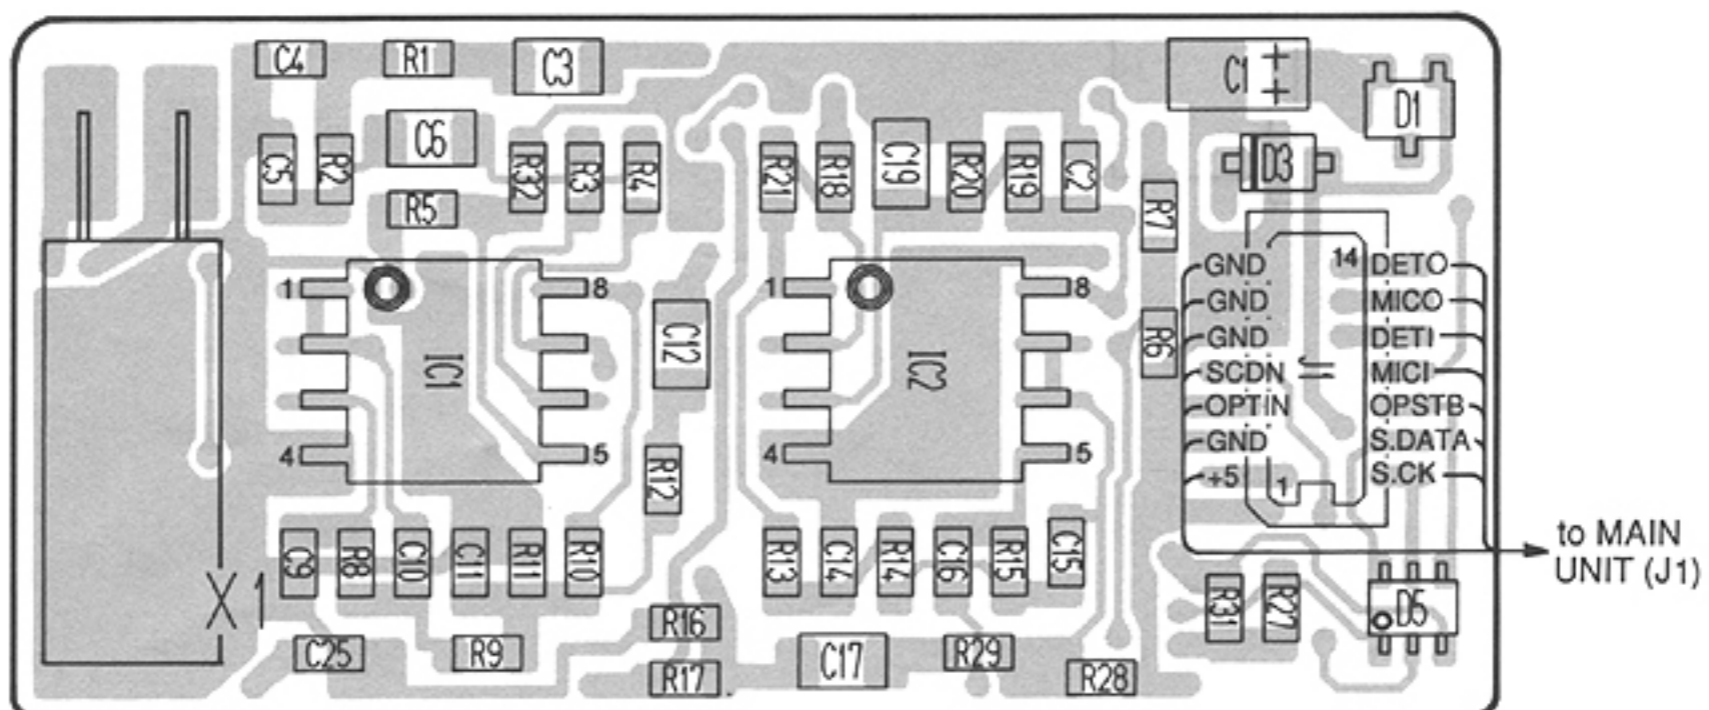 C4 R1 C3 C1 + + D1
C5 R2 C6 R32 R3 R4 R21 R18 C19 R20 R19 C2 D3
R5 R7
1 8 1 8 GND 14 DETO
GND MICO
C12 R6 GND DETI
IC1 IC2 SCDN J1 MICI
OPTIN OPSTB
4 5 4 5 GND S.DATA
R12 +5 1 S.CK
to MAIN
UNIT (J1)
C9 R8 C10 C11 R11 R10 R13 C14 R14 C16 R15 C15
X1 R31 R27 D5
R16
C25 R9 C17 R29
R17 R28